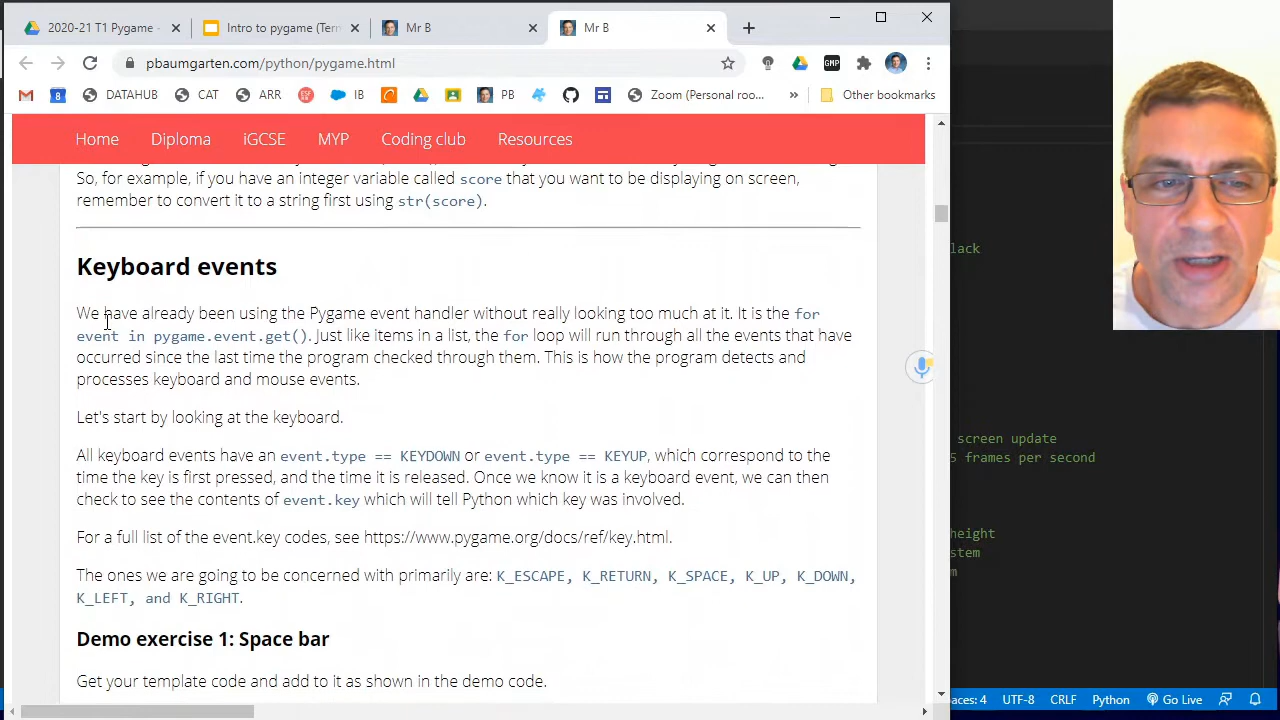 2020-21 T1 Pygame -
Intro to pygame (Terr
Mr B
Mr B
pbaumgarten.com/python/pygame.html
GMP
DATAHUB
CAT
ARR
IB
PB
Zoom (Personal roo...
»
Other bookmarks
Home
Diploma
iGCSE
MYP
Coding club
Resources
So, for example, if you have an integer variable called score that you want to be displaying on screen,
remember to convert it to a string first using str(score).
Keyboard events
We have already been using the Pygame event handler without really looking too much at it. It is the for
event in pygame.event.get(). Just like items in a list, the for loop will run through all the events that have
occurred since the last time the program checked through them. This is how the program detects and
processes keyboard and mouse events.
Let's start by looking at the keyboard.
All keyboard events have an event.type == KEYDOWN or event.type == KEYUP, which correspond to the
time the key is first pressed, and the time it is released. Once we know it is a keyboard event, we can then
check to see the contents of event.key which will tell Python which key was involved.
For a full list of the event.key codes, see https://www.pygame.org/docs/ref/key.html.
The ones we are going to be concerned with primarily are: K_ESCAPE, K_RETURN, K_SPACE, K_UP, K_DOWN,
K_LEFT, and K_RIGHT.
Demo exercise 1: Space bar
Get your template code and add to it as shown in the demo code.
lack
screen update
5 frames per second
height
stem
m
aces: 4
UTF-8
CRLF
Python
Go Live